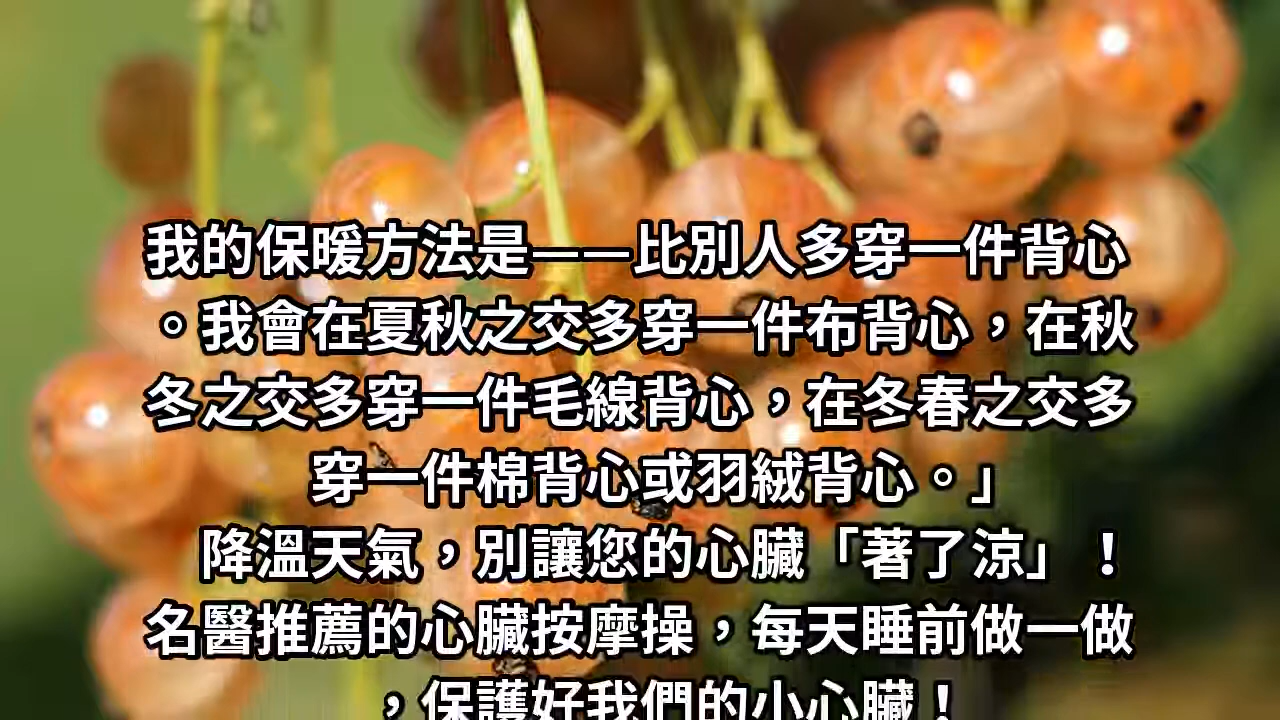 我的保暖方法是——比別人多穿一件背心
。我會在夏秋之交多穿一件布背心，在秋
冬之交多穿一件毛線背心，在冬春之交多
穿一件棉背心或羽絨背心。」
降溫天氣，別讓您的心臟「著了涼」！
名醫推薦的心臟按摩操，每天睡前做一做
，保護好我們的小心臟！